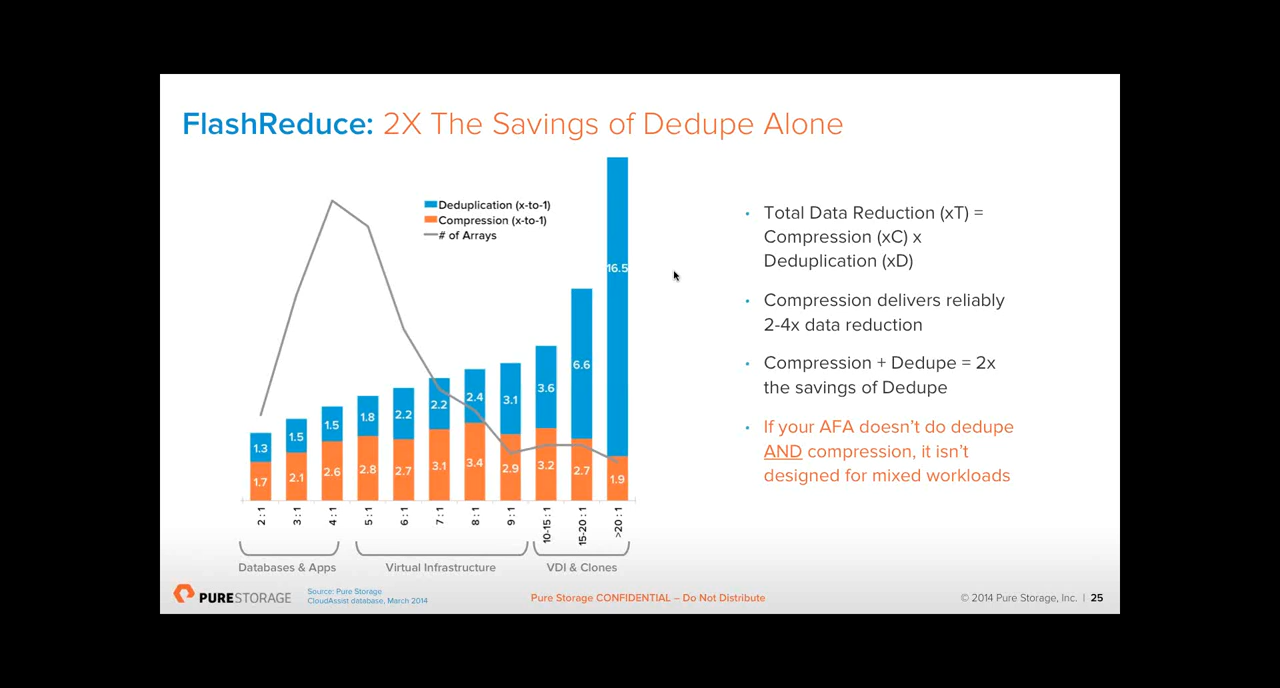 FlashReduce: 2X The Savings of Dedupe Alone
Deduplication (x-to-1)
Compression (x-to-1)
# of Arrays
1.3
1.5
1.5
1.8
2.2
2.2
2.4
3.1
3.6
6.6
16.5
1.7
2.1
2.6
2.8
2.7
3.1
3.4
2.9
3.2
2.7
1.9
2 : 1
3 : 1
4 : 1
5 : 1
6 : 1
7 : 1
8 : 1
9 : 1
10-15 : 1
15-20 : 1
>20 : 1
Databases & Apps
Virtual Infrastructure
VDI & Clones
• Total Data Reduction (xT) =
Compression (xC) x
Deduplication (xD)
• Compression delivers reliably
2-4x data reduction
• Compression + Dedupe = 2x
the savings of Dedupe
• If your AFA doesn't do dedupe
AND compression, it isn't
designed for mixed workloads
PURESTORAGE
Source: Pure Storage
CloudAssist database, March 2014
Pure Storage CONFIDENTIAL – Do Not Distribute
© 2014 Pure Storage, Inc. | 25